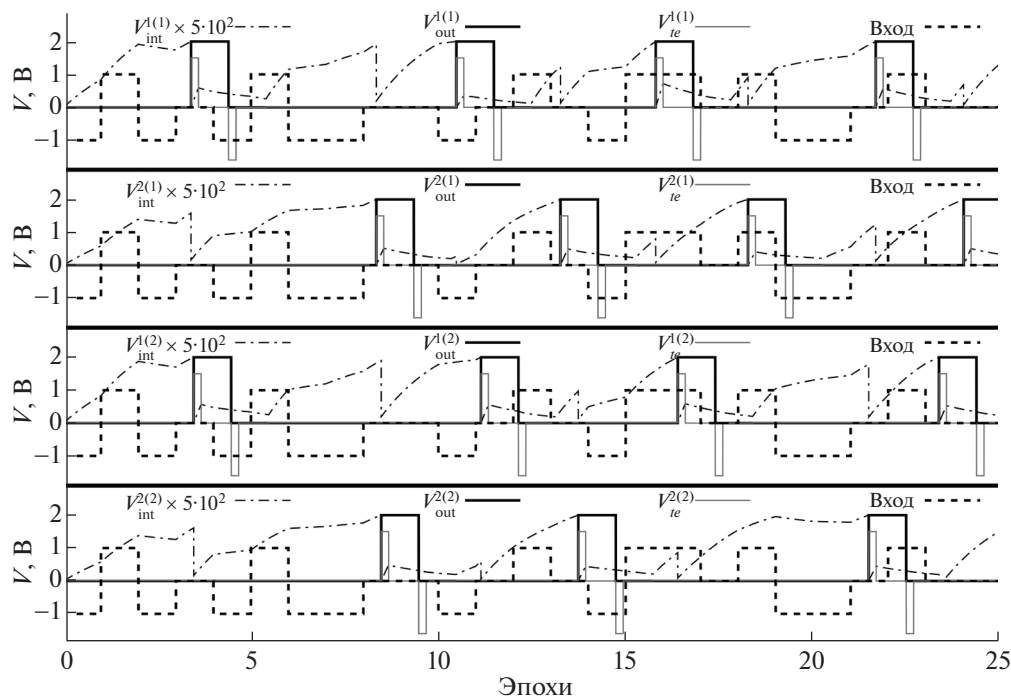 V^{1(1)}_{int} × 5·10^2 V^{1(1)}_{out} V^{1(1)}_{te} Вход
V, В
2
1
0
−1
V^{2(1)}_{int} × 5·10^2 V^{2(1)}_{out} V^{2(1)}_{te} Вход
V, В
2
1
0
−1
V^{1(2)}_{int} × 5·10^2 V^{1(2)}_{out} V^{1(2)}_{te} Вход
V, В
2
1
0
−1
V^{2(2)}_{int} × 5·10^2 V^{2(2)}_{out} V^{2(2)}_{te} Вход
V, В
2
1
0
−1
0 5 10 15 20 25
Эпохи